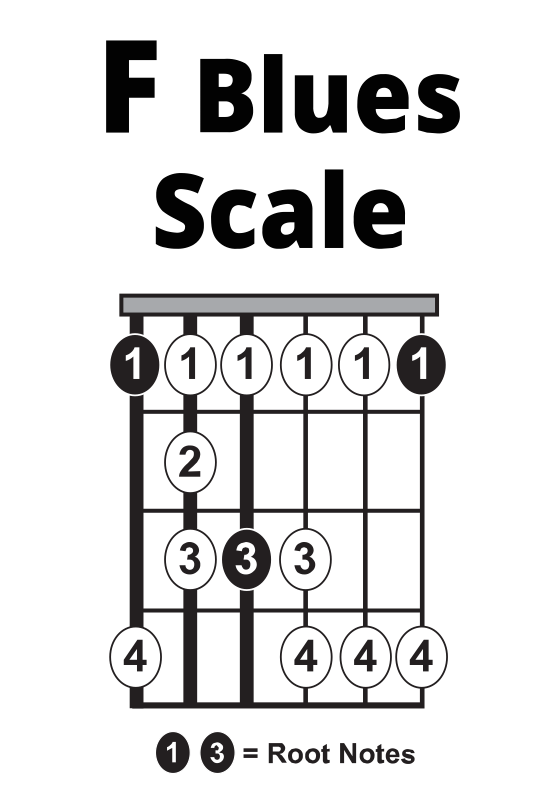 F Blues
Scale
1 1 1 1 1 1
2
3 3 3
4 4 4 4
1 3 = Root Notes